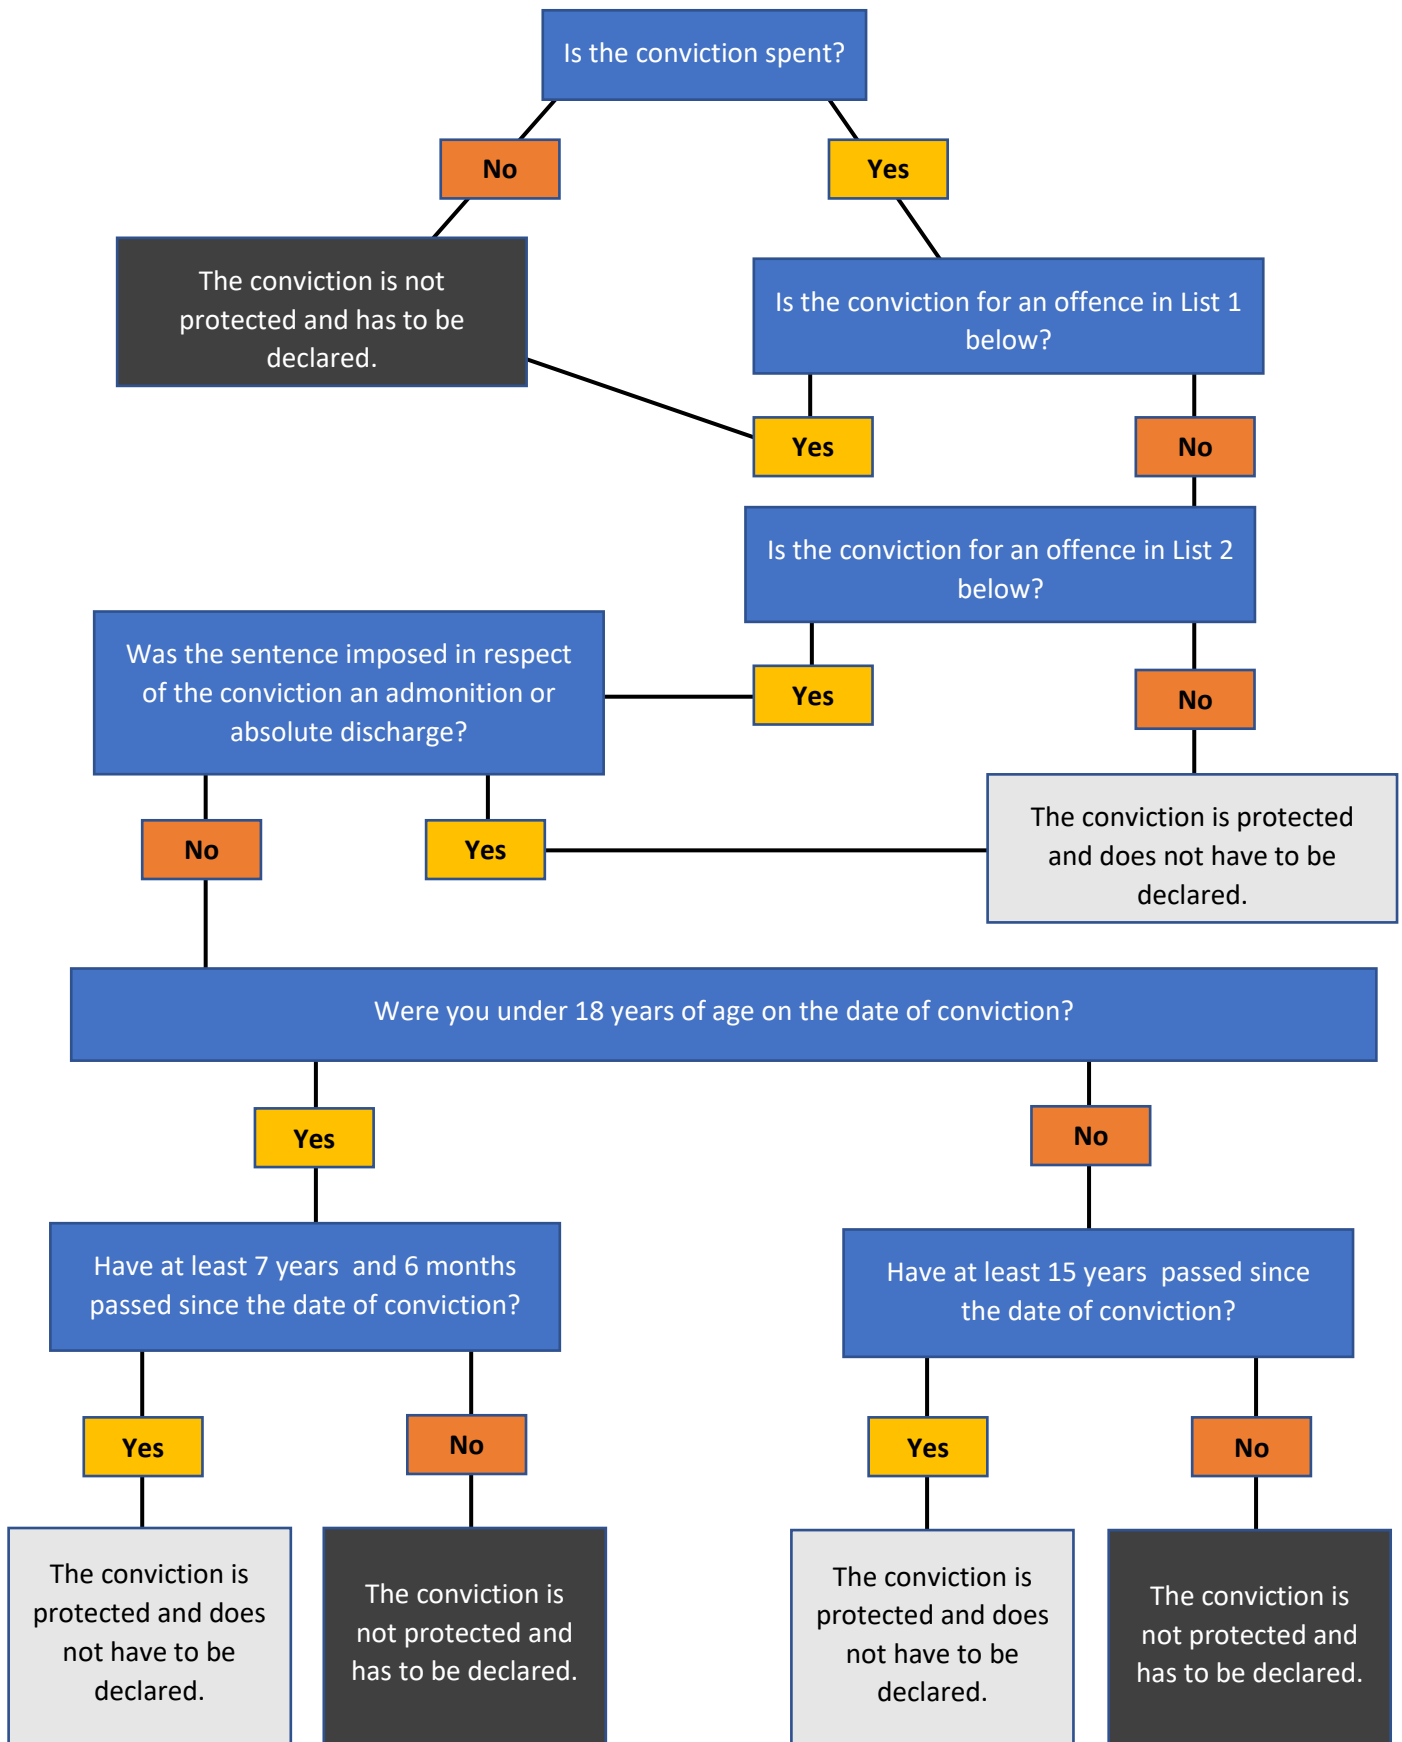 Is the conviction spent?
No
Yes
The conviction is not
protected and has to be
declared.
Is the conviction for an offence in List 1
below?
Yes
No
Is the conviction for an offence in List 2
below?
Was the sentence imposed in respect
of the conviction an admonition or
absolute discharge?
Yes
No
No
Yes
The conviction is protected
and does not have to be
declared.
Were you under 18 years of age on the date of conviction?
Yes
No
Have at least 7 years  and 6 months
passed since the date of conviction?
Have at least 15 years  passed since
the date of conviction?
Yes
No
Yes
No
The conviction is
protected and does
not have to be
declared.
The conviction is
not protected and
has to be declared.
The conviction is
protected and does
not have to be
declared.
The conviction is
not protected and
has to be declared.